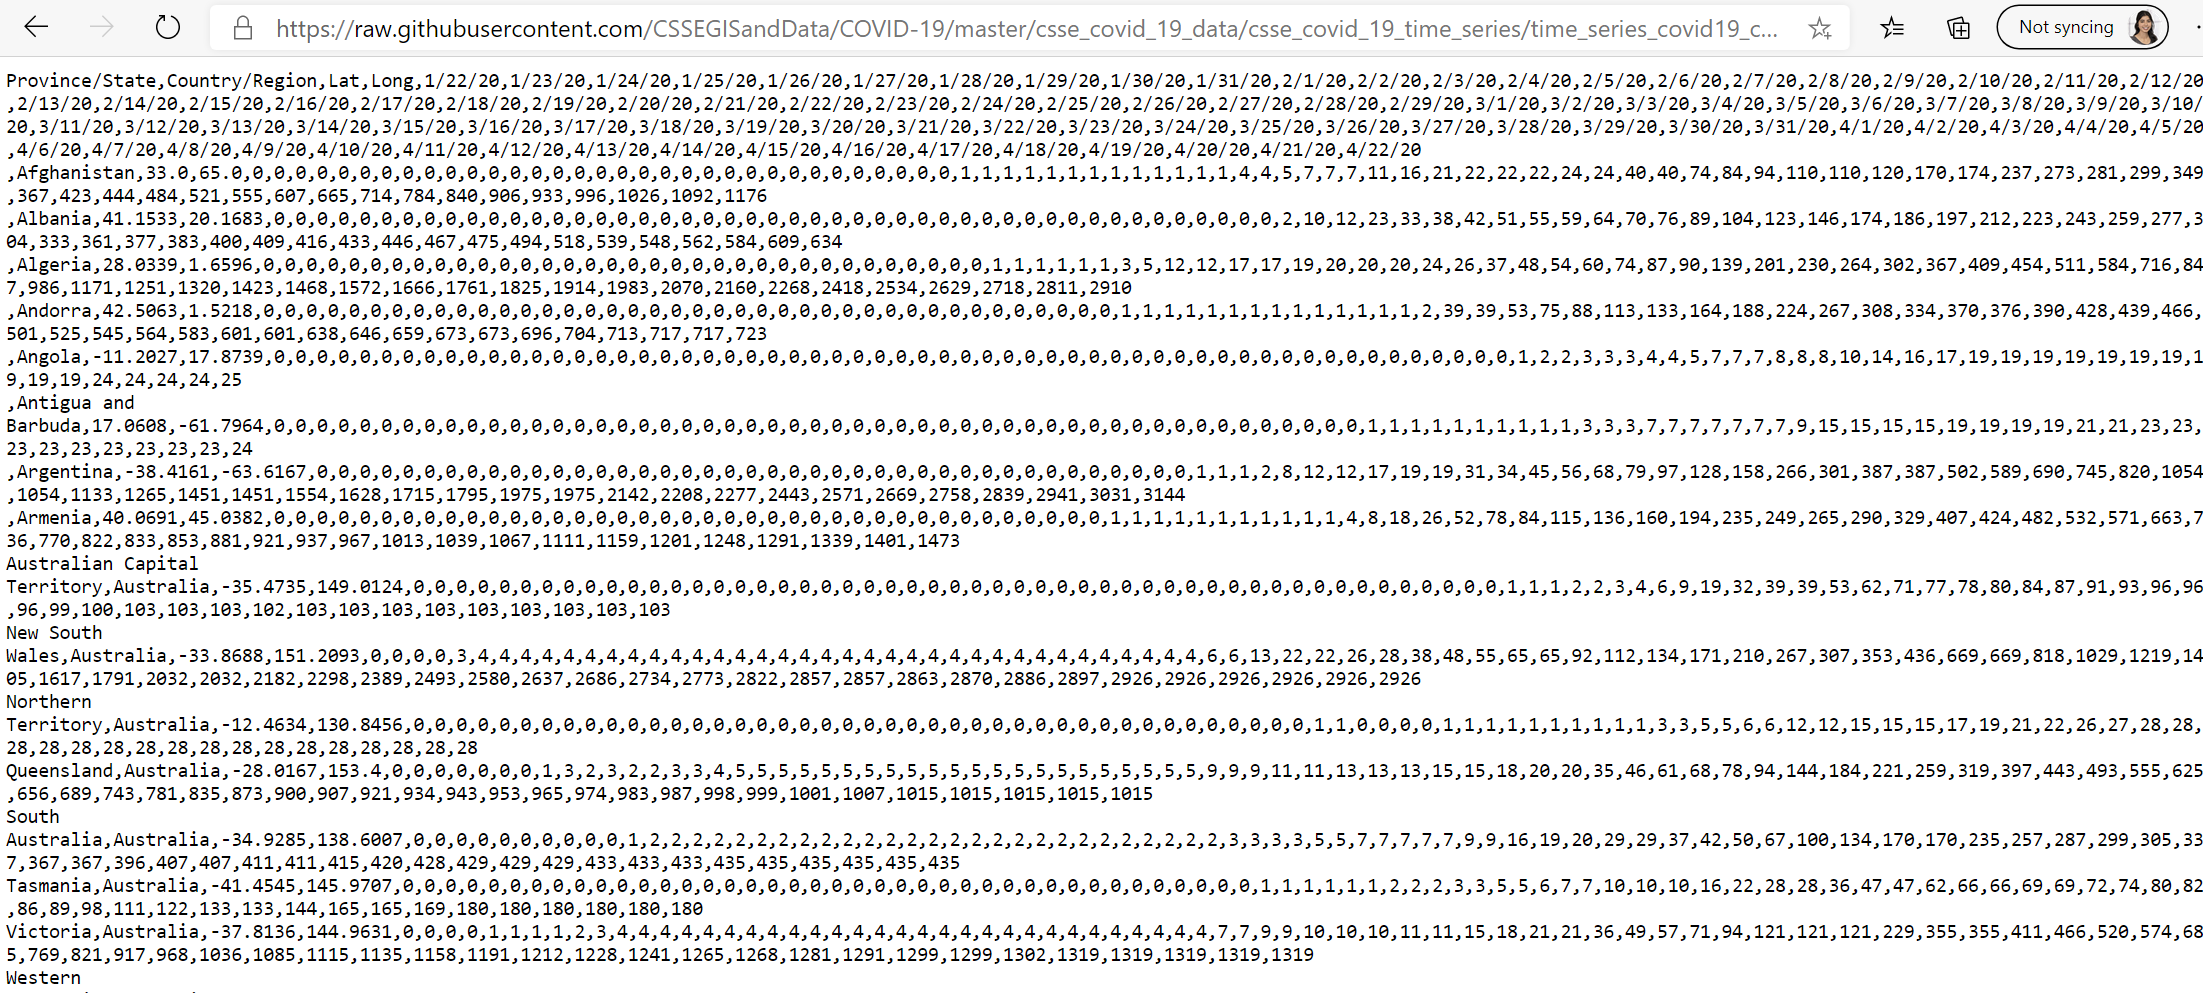 Not syncing
https://raw.githubusercontent.com/CSSEGISandData/COVID-19/master/csse_covid_19_data/csse_covid_19_time_series/time_series_covid19_c...
Province/State,Country/Region,Lat,Long,1/22/20,1/23/20,1/24/20,1/25/20,1/26/20,1/27/20,1/28/20,1/29/20,1/30/20,1/31/20,2/1/20,2/2/20,2/3/20,2/4/20,2/5/20,2/6/20,2/7/20,2/8/20,2/9/20,2/10/20,2/11/20,2/12/20
,2/13/20,2/14/20,2/15/20,2/16/20,2/17/20,2/18/20,2/19/20,2/20/20,2/21/20,2/22/20,2/23/20,2/24/20,2/25/20,2/26/20,2/27/20,2/28/20,2/29/20,3/1/20,3/2/20,3/3/20,3/4/20,3/5/20,3/6/20,3/7/20,3/8/20,3/9/20,3/10/
20,3/11/20,3/12/20,3/13/20,3/14/20,3/15/20,3/16/20,3/17/20,3/18/20,3/19/20,3/20/20,3/21/20,3/22/20,3/23/20,3/24/20,3/25/20,3/26/20,3/27/20,3/28/20,3/29/20,3/30/20,3/31/20,4/1/20,4/2/20,4/3/20,4/4/20,4/5/20
,4/6/20,4/7/20,4/8/20,4/9/20,4/10/20,4/11/20,4/12/20,4/13/20,4/14/20,4/15/20,4/16/20,4/17/20,4/18/20,4/19/20,4/20/20,4/21/20,4/22/20
,Afghanistan,33.0,65.0,0,0,0,0,0,0,0,0,0,0,0,0,0,0,0,0,0,0,0,0,0,0,0,0,0,0,0,0,0,0,0,0,0,1,1,1,1,1,1,1,1,1,1,1,1,1,4,4,5,7,7,7,11,16,21,22,22,22,24,24,40,40,74,84,94,110,110,120,170,174,237,273,281,299,349
,367,423,444,484,521,555,607,665,714,784,840,906,933,996,1026,1092,1176
,Albania,41.1533,20.1683,0,0,0,0,0,0,0,0,0,0,0,0,0,0,0,0,0,0,0,0,0,0,0,0,0,0,0,0,0,0,0,0,0,0,0,0,0,0,0,0,0,0,0,0,0,0,0,2,10,12,23,33,38,42,51,55,59,64,70,76,89,104,123,146,174,186,197,212,223,243,259,277,3
04,333,361,377,383,400,409,416,433,446,467,475,494,518,539,548,562,584,609,634
,Algeria,28.0339,1.6596,0,0,0,0,0,0,0,0,0,0,0,0,0,0,0,0,0,0,0,0,0,0,0,0,0,0,0,0,0,0,0,0,0,0,1,1,1,1,1,1,3,5,12,12,17,17,19,20,20,20,24,26,37,48,54,60,74,87,90,139,201,230,264,302,367,409,454,511,584,716,84
7,986,1171,1251,1320,1423,1468,1572,1666,1761,1825,1914,1983,2070,2160,2268,2418,2534,2629,2718,2811,2910
,Andorra,42.5063,1.5218,0,0,0,0,0,0,0,0,0,0,0,0,0,0,0,0,0,0,0,0,0,0,0,0,0,0,0,0,0,0,0,0,0,0,0,0,0,0,0,0,1,1,1,1,1,1,1,1,1,1,1,1,1,1,2,39,39,53,75,88,113,133,164,188,224,267,308,334,370,376,390,428,439,466,
501,525,545,564,583,601,601,638,646,659,673,673,696,704,713,717,717,723
,Angola,-11.2027,17.8739,0,0,0,0,0,0,0,0,0,0,0,0,0,0,0,0,0,0,0,0,0,0,0,0,0,0,0,0,0,0,0,0,0,0,0,0,0,0,0,0,0,0,0,0,0,0,0,0,0,0,0,0,0,0,0,0,0,0,1,2,2,3,3,3,4,4,5,7,7,7,8,8,8,10,14,16,17,19,19,19,19,19,19,19,1
9,19,19,24,24,24,24,25
,Antigua and
Barbuda,17.0608,-61.7964,0,0,0,0,0,0,0,0,0,0,0,0,0,0,0,0,0,0,0,0,0,0,0,0,0,0,0,0,0,0,0,0,0,0,0,0,0,0,0,0,0,0,0,0,0,0,0,0,0,0,0,1,1,1,1,1,1,1,1,1,1,3,3,3,7,7,7,7,7,7,7,9,15,15,15,15,19,19,19,19,21,21,23,23,
23,23,23,23,23,23,23,24
,Argentina,-38.4161,-63.6167,0,0,0,0,0,0,0,0,0,0,0,0,0,0,0,0,0,0,0,0,0,0,0,0,0,0,0,0,0,0,0,0,0,0,0,0,0,0,0,0,0,1,1,1,2,8,12,12,17,19,19,31,34,45,56,68,79,97,128,158,266,301,387,387,502,589,690,745,820,1054
,1054,1133,1265,1451,1451,1554,1628,1715,1795,1975,1975,2142,2208,2277,2443,2571,2669,2758,2839,2941,3031,3144
,Armenia,40.0691,45.0382,0,0,0,0,0,0,0,0,0,0,0,0,0,0,0,0,0,0,0,0,0,0,0,0,0,0,0,0,0,0,0,0,0,0,0,0,0,0,0,1,1,1,1,1,1,1,1,1,1,1,4,8,18,26,52,78,84,115,136,160,194,235,249,265,290,329,407,424,482,532,571,663,7
36,770,822,833,853,881,921,937,967,1013,1039,1067,1111,1159,1201,1248,1291,1339,1401,1473
Australian Capital
Territory,Australia,-35.4735,149.0124,0,0,0,0,0,0,0,0,0,0,0,0,0,0,0,0,0,0,0,0,0,0,0,0,0,0,0,0,0,0,0,0,0,0,0,0,0,0,0,0,0,0,0,0,0,0,0,0,0,0,0,1,1,1,2,2,3,4,6,9,19,32,39,39,53,62,71,77,78,80,84,87,91,93,96,96
,96,99,100,103,103,103,102,103,103,103,103,103,103,103,103,103
New South
Wales,Australia,-33.8688,151.2093,0,0,0,0,3,4,4,4,4,4,4,4,4,4,4,4,4,4,4,4,4,4,4,4,4,4,4,4,4,4,4,4,4,4,4,4,4,4,4,6,6,13,22,22,26,28,38,48,55,65,65,92,112,134,171,210,267,307,353,436,669,669,818,1029,1219,14
05,1617,1791,2032,2032,2182,2298,2389,2493,2580,2637,2686,2734,2773,2822,2857,2857,2863,2870,2886,2897,2926,2926,2926,2926,2926,2926
Northern
Territory,Australia,-12.4634,130.8456,0,0,0,0,0,0,0,0,0,0,0,0,0,0,0,0,0,0,0,0,0,0,0,0,0,0,0,0,0,0,0,0,0,0,0,0,0,0,0,0,0,0,1,1,0,0,0,0,1,1,1,1,1,1,1,1,1,1,3,3,5,5,6,6,12,12,15,15,15,17,19,21,22,26,27,28,28,
28,28,28,28,28,28,28,28,28,28,28,28,28,28,28
Queensland,Australia,-28.0167,153.4,0,0,0,0,0,0,0,1,3,2,3,2,2,3,3,4,5,5,5,5,5,5,5,5,5,5,5,5,5,5,5,5,5,5,5,5,5,5,9,9,9,11,11,13,13,13,15,15,18,20,20,35,46,61,68,78,94,144,184,221,259,319,397,443,493,555,625
,656,689,743,781,835,873,900,907,921,934,943,953,965,974,983,987,998,999,1001,1007,1015,1015,1015,1015,1015
South
Australia,Australia,-34.9285,138.6007,0,0,0,0,0,0,0,0,0,0,1,2,2,2,2,2,2,2,2,2,2,2,2,2,2,2,2,2,2,2,2,2,2,2,2,2,2,2,3,3,3,3,5,5,7,7,7,7,7,9,9,16,19,20,29,29,37,42,50,67,100,134,170,170,235,257,287,299,305,33
7,367,367,396,407,407,411,411,415,420,428,429,429,429,433,433,433,435,435,435,435,435,435
Tasmania,Australia,-41.4545,145.9707,0,0,0,0,0,0,0,0,0,0,0,0,0,0,0,0,0,0,0,0,0,0,0,0,0,0,0,0,0,0,0,0,0,0,0,0,0,0,0,0,1,1,1,1,1,1,2,2,2,3,3,5,5,6,7,7,10,10,10,16,22,28,28,36,47,47,62,66,66,69,69,72,74,80,82
,86,89,98,111,122,133,133,144,165,165,169,180,180,180,180,180,180
Victoria,Australia,-37.8136,144.9631,0,0,0,0,1,1,1,1,2,3,4,4,4,4,4,4,4,4,4,4,4,4,4,4,4,4,4,4,4,4,4,4,4,4,4,4,4,4,7,7,9,9,10,10,10,11,11,15,18,21,21,36,49,57,71,94,121,121,121,229,355,355,411,466,520,574,68
5,769,821,917,968,1036,1085,1115,1135,1158,1191,1212,1228,1241,1265,1268,1281,1291,1299,1299,1302,1319,1319,1319,1319,1319
Western